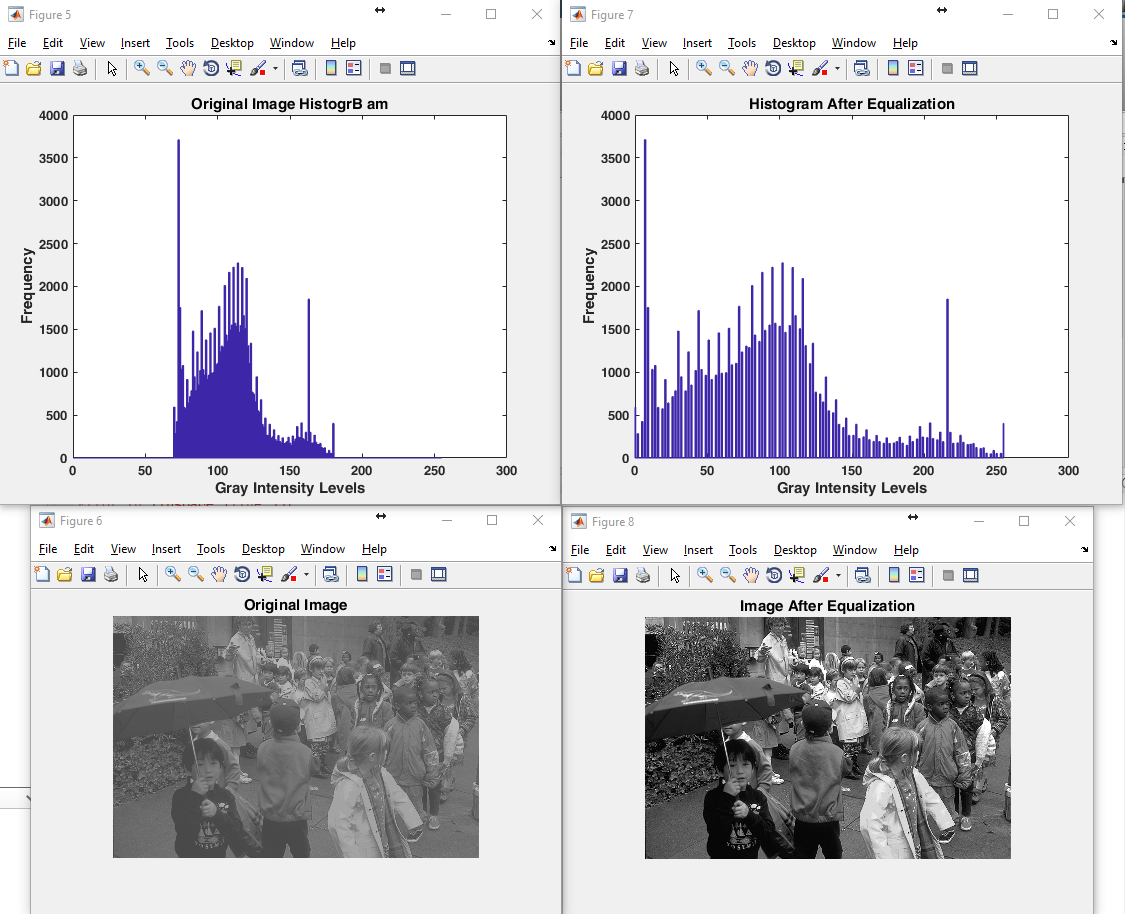 Figure 5
File Edit View Insert Tools Desktop Window Help
Original Image HistogrB am
4000
3500
3000
2500
2000
1500
1000
500
0
0 50 100 150 200 250 300
Frequency
Gray Intensity Levels
Figure 7
File Edit View Insert Tools Desktop Window Help
Histogram After Equalization
4000
3500
3000
2500
2000
1500
1000
500
0
0 50 100 150 200 250 300
Frequency
Gray Intensity Levels
Figure 6
File Edit View Insert Tools Desktop Window Help
Original Image
Figure 8
File Edit View Insert Tools Desktop Window Help
Image After Equalization